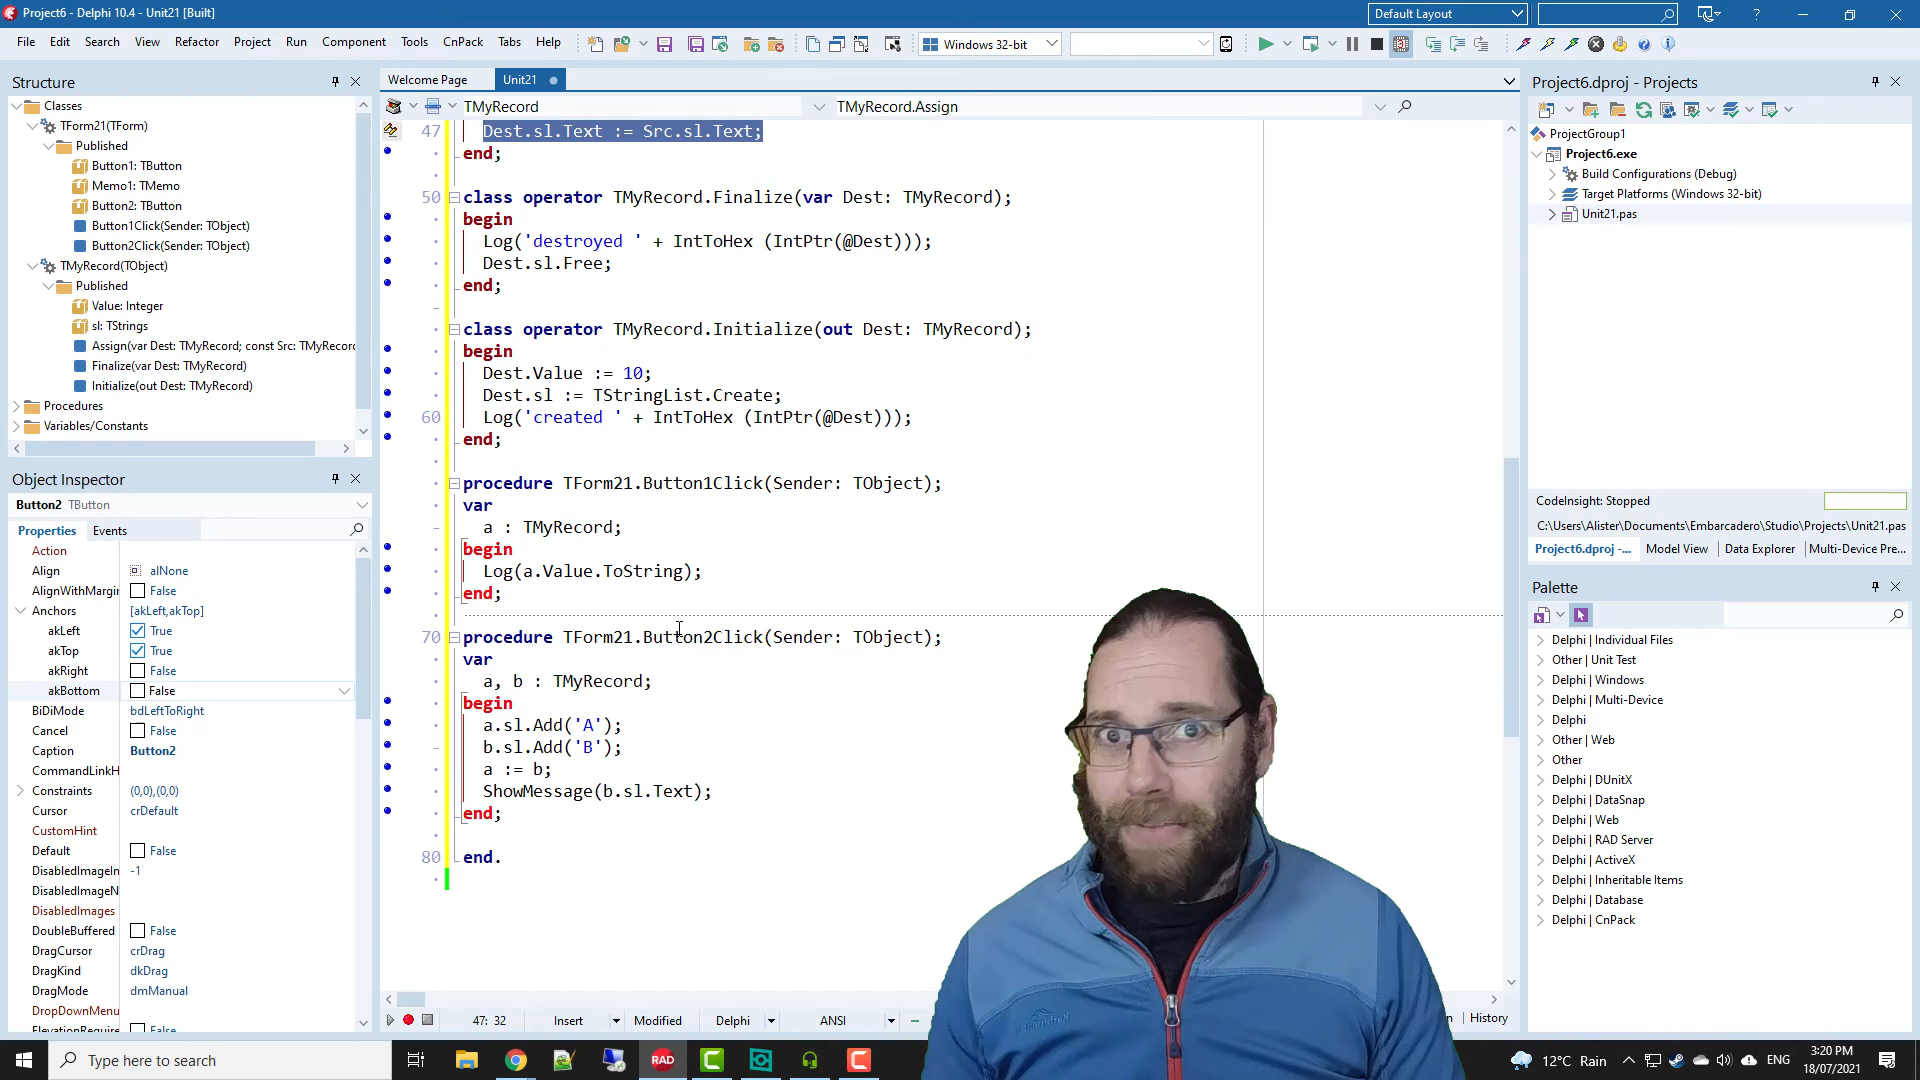 Project6 - Delphi 10.4 - Unit21 [Built]
Default Layout
File Edit Search View Refactor Project Run Component Tools CnPack Tabs Help
Windows 32-bit
Structure
Classes
TForm21(TForm)
Published
Button1: TButton
Memo1: TMemo
Button2: TButton
Button1Click(Sender: TObject)
Button2Click(Sender: TObject)
TMyRecord(TObject)
Published
Value: Integer
sl: TStrings
Assign(var Dest: TMyRecord; const Src: TMyRecor
Finalize(var Dest: TMyRecord)
Initialize(out Dest: TMyRecord)
Procedures
Variables/Constants
Object Inspector
Button2 TButton
Properties Events
Action
Align alNone
AlignWithMargin False
Anchors [akLeft,akTop]
akLeft True
akTop True
akRight False
akBottom False
BiDiMode bdLeftToRight
Cancel False
Caption Button2
CommandLinkH
Constraints (0,0),(0,0)
Cursor crDefault
CustomHint
Default False
DisabledImageIn -1
DisabledImageN
DisabledImages
DoubleBuffered False
DragCursor crDrag
DragKind dkDrag
DragMode dmManual
DropDownMenu
ElevationRequire False
Welcome Page Unit21
TMyRecord TMyRecord.Assign
47 Dest.sl.Text := Src.sl.Text;
end;
50 class operator TMyRecord.Finalize(var Dest: TMyRecord);
begin
Log('destroyed ' + IntToHex (IntPtr(@Dest)));
Dest.sl.Free;
end;
class operator TMyRecord.Initialize(out Dest: TMyRecord);
begin
Dest.Value := 10;
Dest.sl := TStringList.Create;
60 Log('created ' + IntToHex (IntPtr(@Dest)));
end;
procedure TForm21.Button1Click(Sender: TObject);
var
a : TMyRecord;
begin
Log(a.Value.ToString);
end;
70 procedure TForm21.Button2Click(Sender: TObject);
var
a, b : TMyRecord;
begin
a.sl.Add('A');
b.sl.Add('B');
a := b;
ShowMessage(b.sl.Text);
end;
80 end.
47: 32 Insert Modified Delphi ANSI
History
Project6.dproj - Projects
ProjectGroup1
Project6.exe
Build Configurations (Debug)
Target Platforms (Windows 32-bit)
Unit21.pas
CodeInsight: Stopped
C:\Users\Alister\Documents\Embarcadero\Studio\Projects\Unit21.pas
Project6.dproj -... Model View Data Explorer Multi-Device Pre...
Palette
Delphi | Individual Files
Other | Unit Test
Delphi | Windows
Delphi | Multi-Device
Delphi
Other | Web
Other
Delphi | DUnitX
Delphi | DataSnap
Delphi | Web
Delphi | RAD Server
Delphi | ActiveX
Delphi | Inheritable Items
Delphi | Database
Delphi | CnPack
Type here to search
RAD
12°C Rain
ENG
3:20 PM
18/07/2021